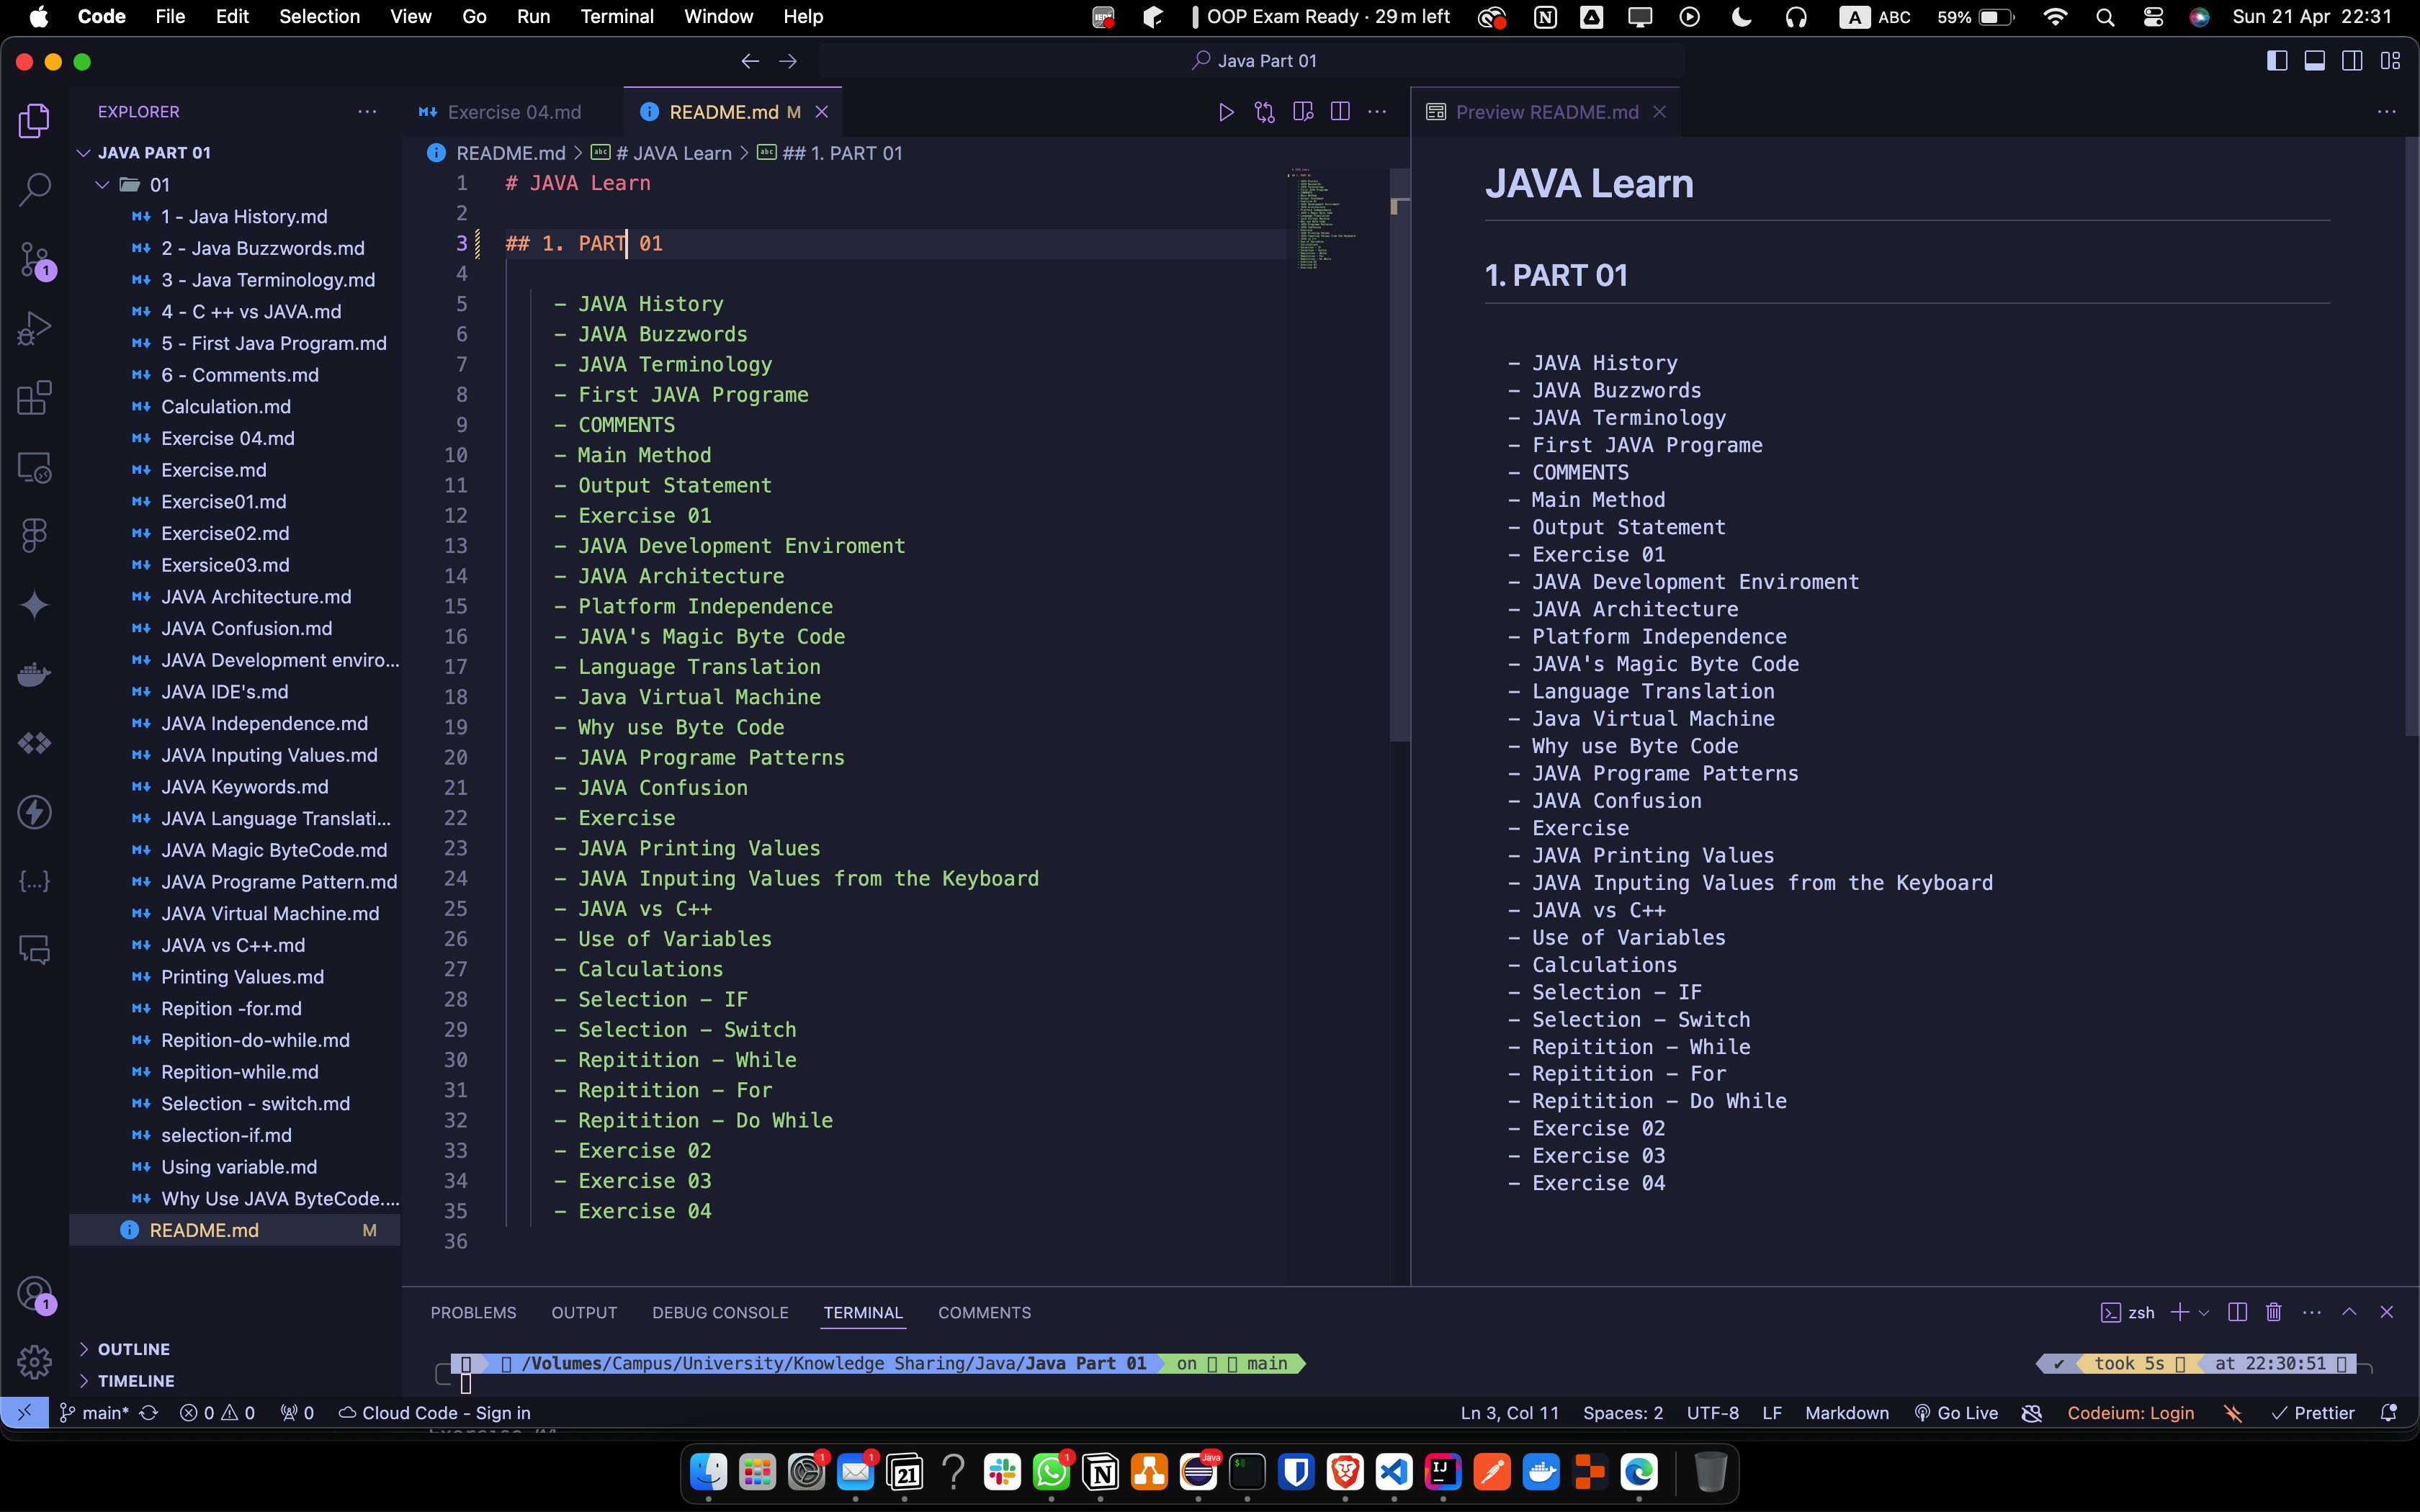 Code File Edit Selection View Go Run Terminal Window Help
OOP Exam Ready · 29 m left
A ABC 59% Sun 21 Apr 22:31
Java Part 01
EXPLORER
JAVA PART 01
01
1 - Java History.md
2 - Java Buzzwords.md
3 - Java Terminology.md
4 - C ++ vs JAVA.md
5 - First Java Program.md
6 - Comments.md
Calculation.md
Exercise 04.md
Exercise.md
Exercise01.md
Exercise02.md
Exersice03.md
JAVA Architecture.md
JAVA Confusion.md
JAVA Development enviro...
JAVA IDE's.md
JAVA Independence.md
JAVA Inputing Values.md
JAVA Keywords.md
JAVA Language Translati...
JAVA Magic ByteCode.md
JAVA Programe Pattern.md
JAVA Virtual Machine.md
JAVA vs C++.md
Printing Values.md
Repition -for.md
Repition-do-while.md
Repition-while.md
Selection - switch.md
selection-if.md
Using variable.md
Why Use JAVA ByteCode....
README.md M
OUTLINE
TIMELINE
1
1
Exercise 04.md
README.md M
README.md > # JAVA Learn > ## 1. PART 01
1 # JAVA Learn
2
3 ## 1. PART 01
4
5 - JAVA History
6 - JAVA Buzzwords
7 - JAVA Terminology
8 - First JAVA Programe
9 - COMMENTS
10 - Main Method
11 - Output Statement
12 - Exercise 01
13 - JAVA Development Enviroment
14 - JAVA Architecture
15 - Platform Independence
16 - JAVA's Magic Byte Code
17 - Language Translation
18 - Java Virtual Machine
19 - Why use Byte Code
20 - JAVA Programe Patterns
21 - JAVA Confusion
22 - Exercise
23 - JAVA Printing Values
24 - JAVA Inputing Values from the Keyboard
25 - JAVA vs C++
26 - Use of Variables
27 - Calculations
28 - Selection - IF
29 - Selection - Switch
30 - Repitition - While
31 - Repitition - For
32 - Repitition - Do While
33 - Exercise 02
34 - Exercise 03
35 - Exercise 04
36
Preview README.md
JAVA Learn
1. PART 01
- JAVA History
- JAVA Buzzwords
- JAVA Terminology
- First JAVA Programe
- COMMENTS
- Main Method
- Output Statement
- Exercise 01
- JAVA Development Enviroment
- JAVA Architecture
- Platform Independence
- JAVA's Magic Byte Code
- Language Translation
- Java Virtual Machine
- Why use Byte Code
- JAVA Programe Patterns
- JAVA Confusion
- Exercise
- JAVA Printing Values
- JAVA Inputing Values from the Keyboard
- JAVA vs C++
- Use of Variables
- Calculations
- Selection - IF
- Selection - Switch
- Repitition - While
- Repitition - For
- Repitition - Do While
- Exercise 02
- Exercise 03
- Exercise 04
PROBLEMS OUTPUT DEBUG CONSOLE TERMINAL COMMENTS
zsh
/Volumes/Campus/University/Knowledge Sharing/Java/Java Part 01 on main
✔ took 5s at 22:30:51
main* 0 0 0 Cloud Code - Sign in
Ln 3, Col 11 Spaces: 2 UTF-8 LF Markdown Go Live Codeium: Login Prettier
1 1 21 1 Java IJ